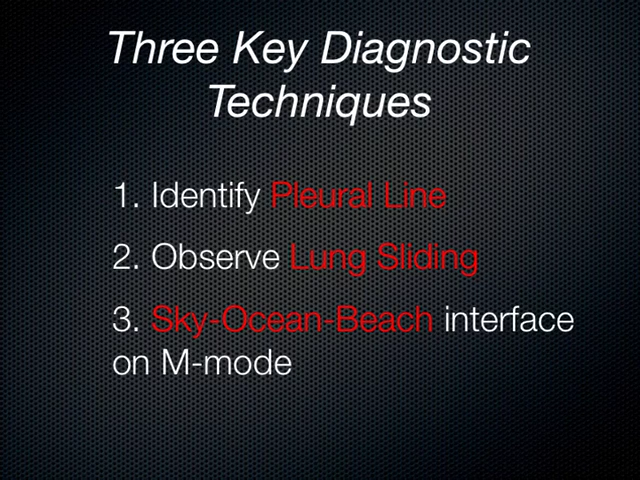 Three Key Diagnostic
Techniques
1. Identify Pleural Line
2. Observe Lung Sliding
3. Sky-Ocean-Beach interface
on M-mode